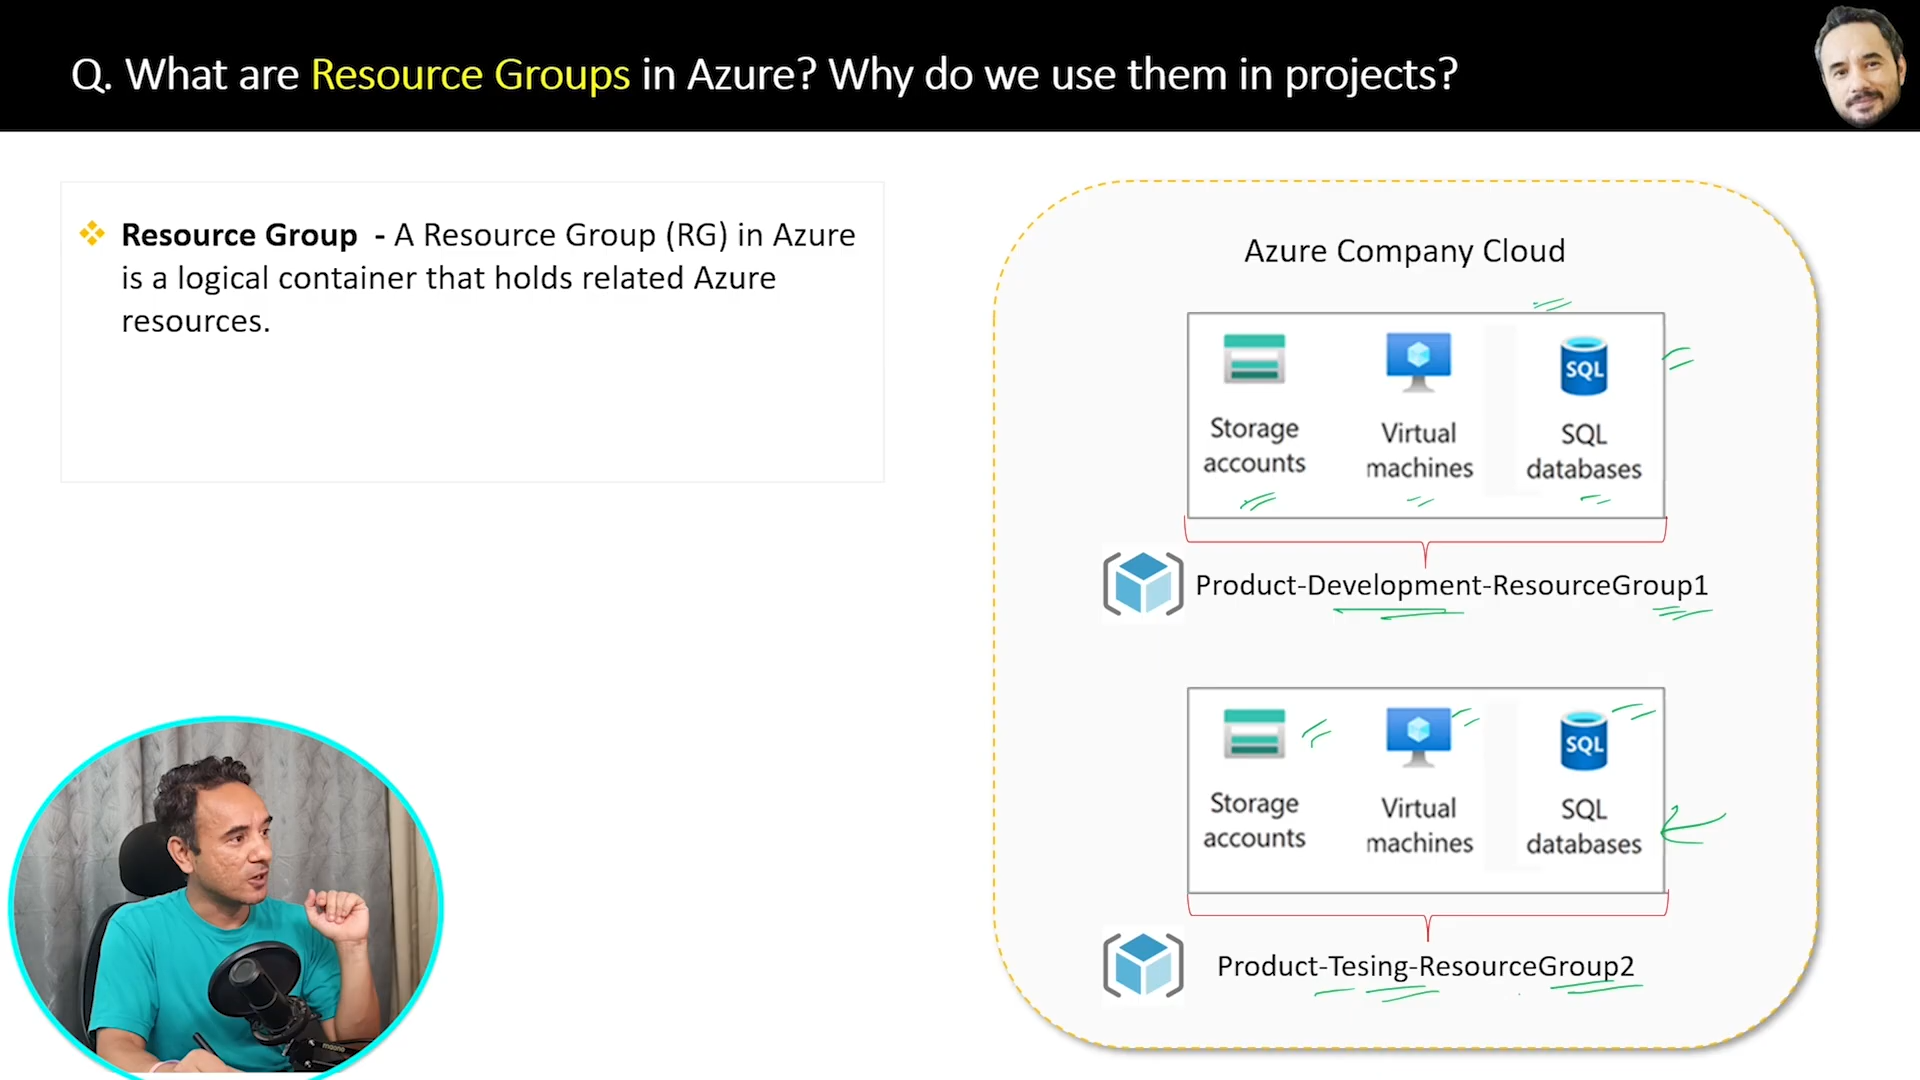 Q. What are Resource Groups in Azure? Why do we use them in projects?
Resource Group - A Resource Group (RG) in Azure
is a logical container that holds related Azure
resources.
Azure Company Cloud
SQL
Storage
accounts
Virtual
machines
SQL
databases
Product-Development-ResourceGroup1
SQL
Storage
accounts
Virtual
machines
SQL
databases
Product-Tesing-ResourceGroup2
maono